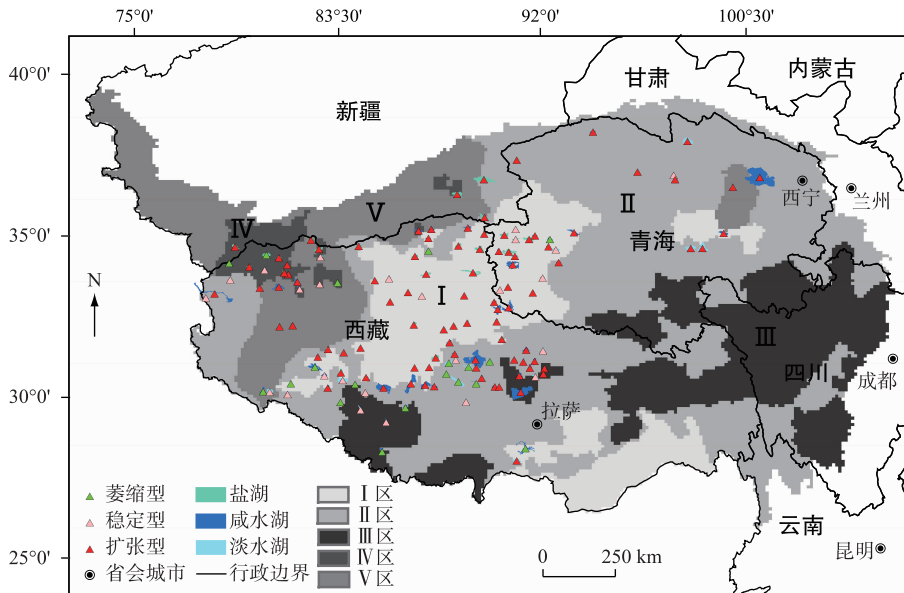 75°0' 83°30' 92°0' 100°30'
40°0'
35°0'
30°0'
25°0'
甘肃
内蒙古
新疆
Ⅱ
西宁
兰州
Ⅳ
Ⅴ
青海
N
Ⅰ
西藏
Ⅲ
四川
成都
拉萨
云南
昆明
萎缩型 盐湖 Ⅰ区
稳定型 咸水湖 Ⅱ区
扩张型 淡水湖 Ⅲ区
省会城市 行政边界 Ⅳ区
Ⅴ区
0 250 km